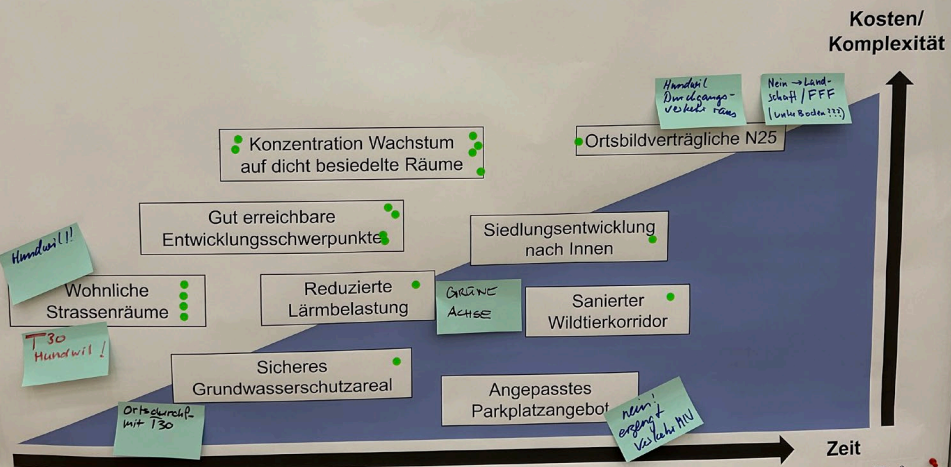 Kosten/
Komplexität
Hundwil
Durchgangs-
verkehr raus
Nein → Land-
schaft / FFF
(unter Boden???)
Konzentration Wachstum
auf dicht besiedelte Räume
Ortsbildverträgliche N25
Gut erreichbare
Entwicklungsschwerpunkte
Siedlungsentwicklung
nach Innen
Hundwil!!
Wohnliche
Strassenräume
Reduzierte
Lärmbelastung
GRÜNE
ACHSE
Sanierter
Wildtierkorridor
T30
Hundwil!
Sicheres
Grundwasserschutzareal
Angepasstes
Parkplatzangebot
Ortsdurchf.
mit T30
nein!
erzeugt
verkehr MIV
Zeit